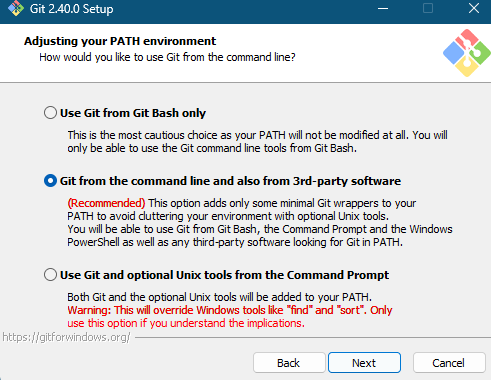 Git 2.40.0 Setup
Adjusting your PATH environment
How would you like to use Git from the command line?
Use Git from Git Bash only
This is the most cautious choice as your PATH will not be modified at all. You will
only be able to use the Git command line tools from Git Bash.
Git from the command line and also from 3rd-party software
(Recommended) This option adds only some minimal Git wrappers to your
PATH to avoid cluttering your environment with optional Unix tools.
You will be able to use Git from Git Bash, the Command Prompt and the Windows
PowerShell as well as any third-party software looking for Git in PATH.
Use Git and optional Unix tools from the Command Prompt
Both Git and the optional Unix tools will be added to your PATH.
Warning: This will override Windows tools like "find" and "sort". Only
use this option if you understand the implications.
https://gitforwindows.org/
Back Next Cancel